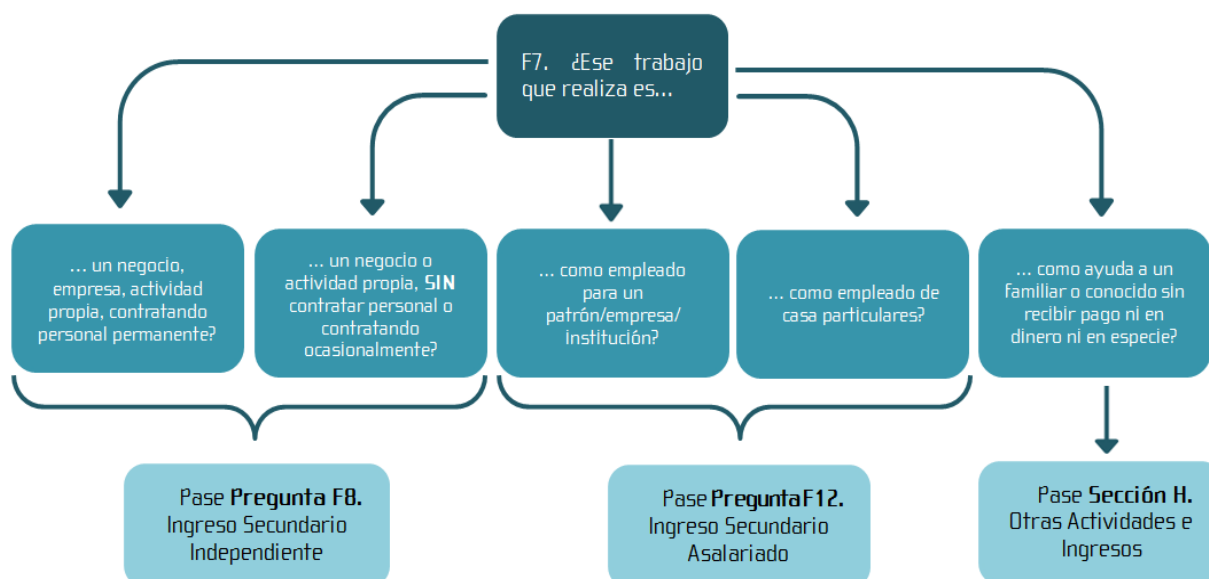 F7. ¿Ese trabajo
que realiza es...
... un negocio,
empresa, actividad
propia, contratando
personal permanente?
... un negocio o
actividad propia, SIN
contratar personal o
contratando
ocasionalmente?
... como empleado
para un
patrón/empresa/
institución?
... como empleado de
casa particulares?
... como ayuda a un
familiar o conocido sin
recibir pago ni en
dinero ni en especie?
Pase Pregunta F8.
Ingreso Secundario
Independiente
Pase Pregunta F12.
Ingreso Secundario
Asalariado
Pase Sección H.
Otras Actividades e
Ingresos